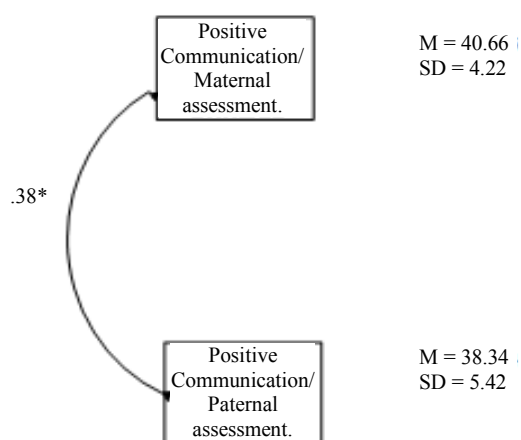 Positive
Communication/
Maternal
assessment.
M = 40.66
SD = 4.22
.38*
Positive
Communication/
Paternal
assessment.
M = 38.34
SD = 5.42